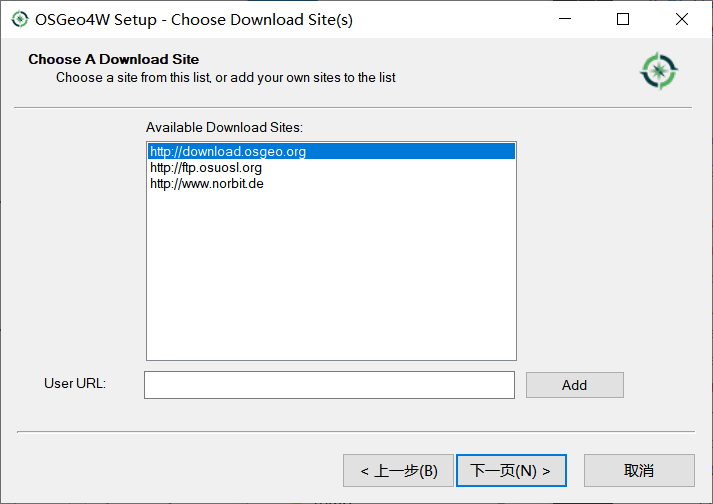 OSGeo4W Setup - Choose Download Site(s)
Choose A Download Site
Choose a site from this list, or add your own sites to the list
Available Download Sites:
http://download.osgeo.org
http://ftp.osuosl.org
http://www.norbit.de
User URL:
Add
< 上一步(B)
下一页(N) >
取消